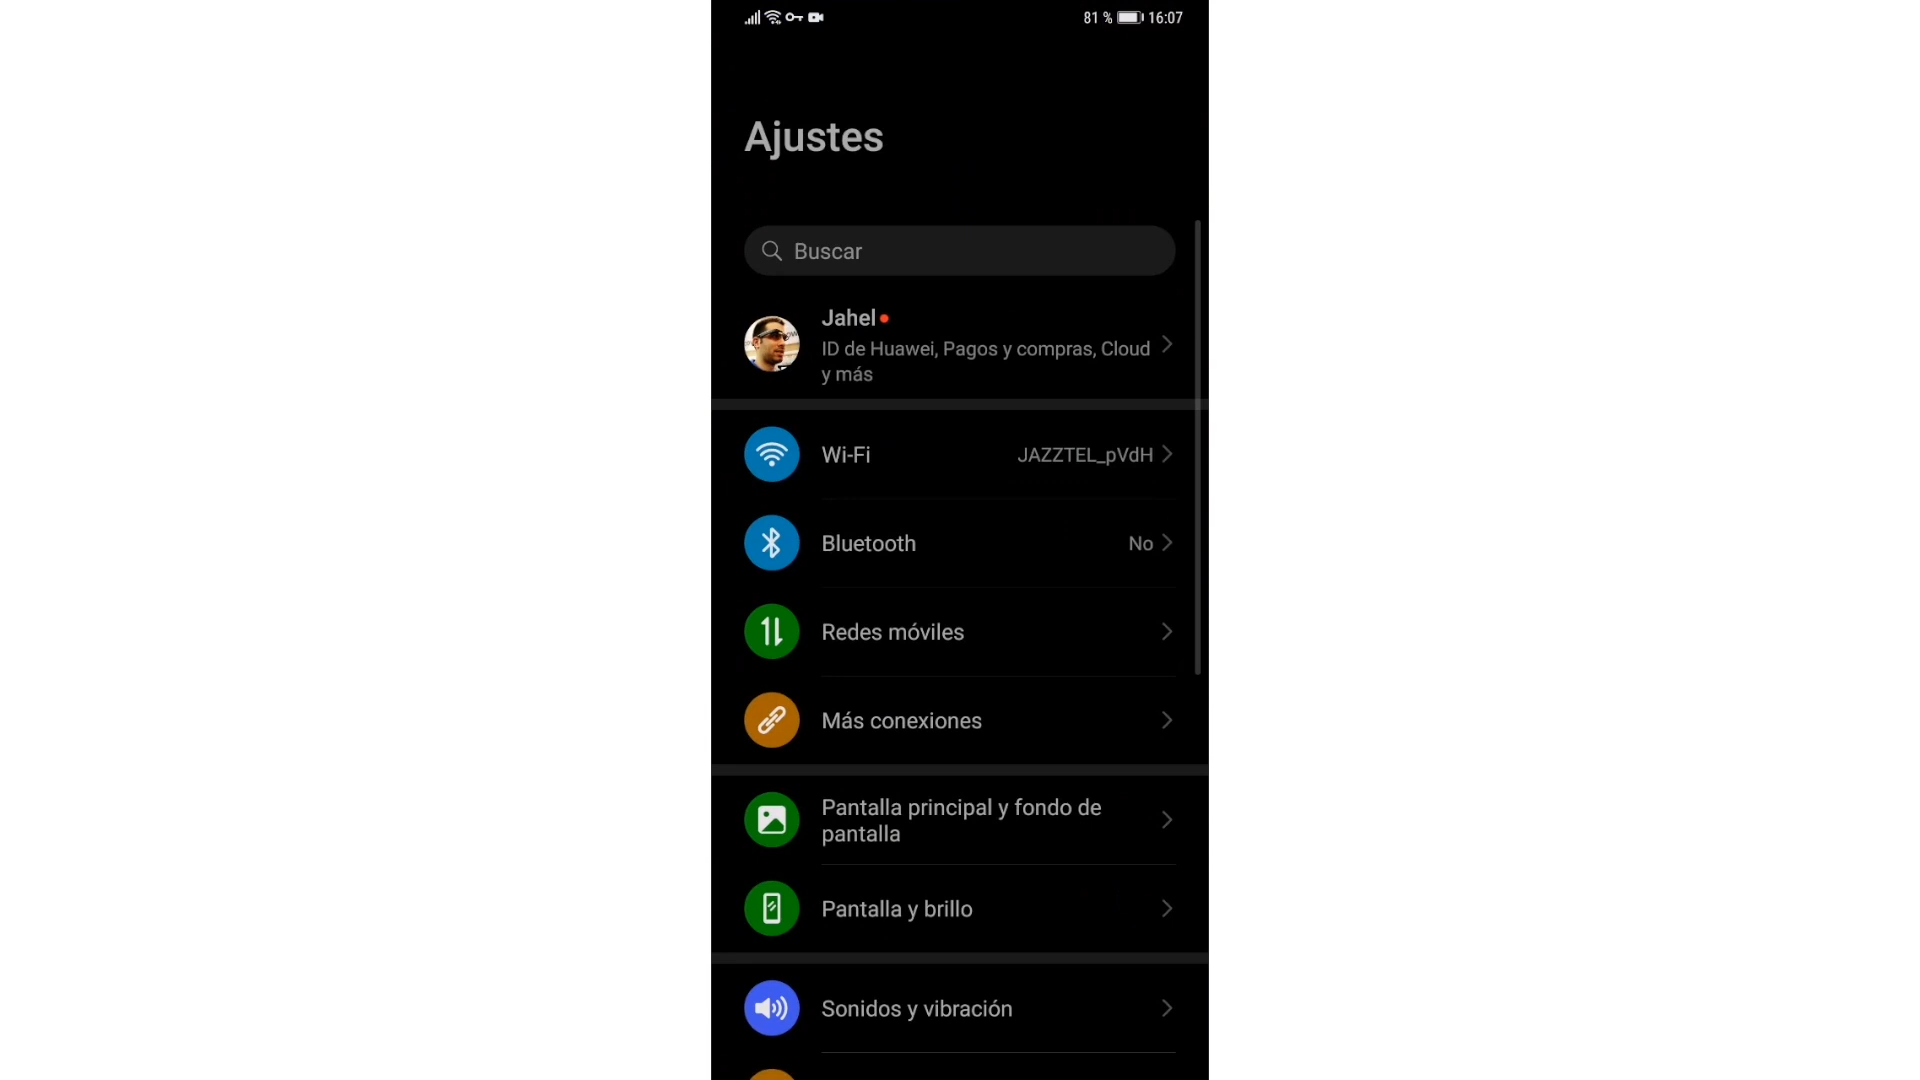 81 % 16:07
Ajustes
Buscar
Jahel
ID de Huawei, Pagos y compras, Cloud
y más
Wi-Fi JAZZTEL_pVdH
Bluetooth No
Redes móviles
Más conexiones
Pantalla principal y fondo de
pantalla
Pantalla y brillo
Sonidos y vibración